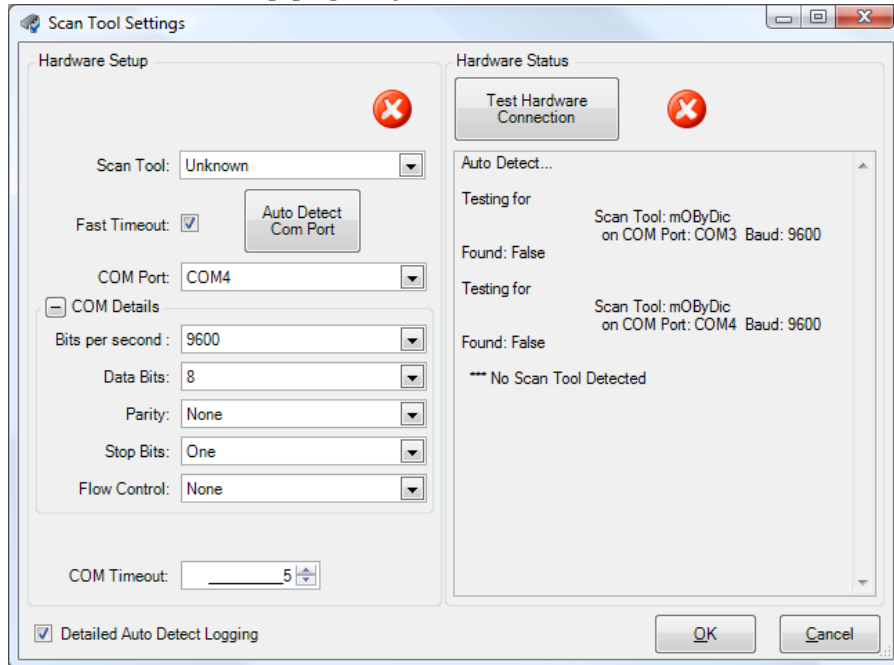 Scan Tool Settings
Hardware Setup
Scan Tool: Unknown
Fast Timeout:
Auto Detect
Com Port
COM Port: COM4
COM Details
Bits per second : 9600
Data Bits: 8
Parity: None
Stop Bits: One
Flow Control: None
COM Timeout: __________5
Detailed Auto Detect Logging
Hardware Status
Test Hardware
Connection
Auto Detect...
Testing for
Scan Tool: mOByDic
on COM Port: COM3 Baud: 9600
Found: False
Testing for
Scan Tool: mOByDic
on COM Port: COM4 Baud: 9600
Found: False
*** No Scan Tool Detected
OK
Cancel